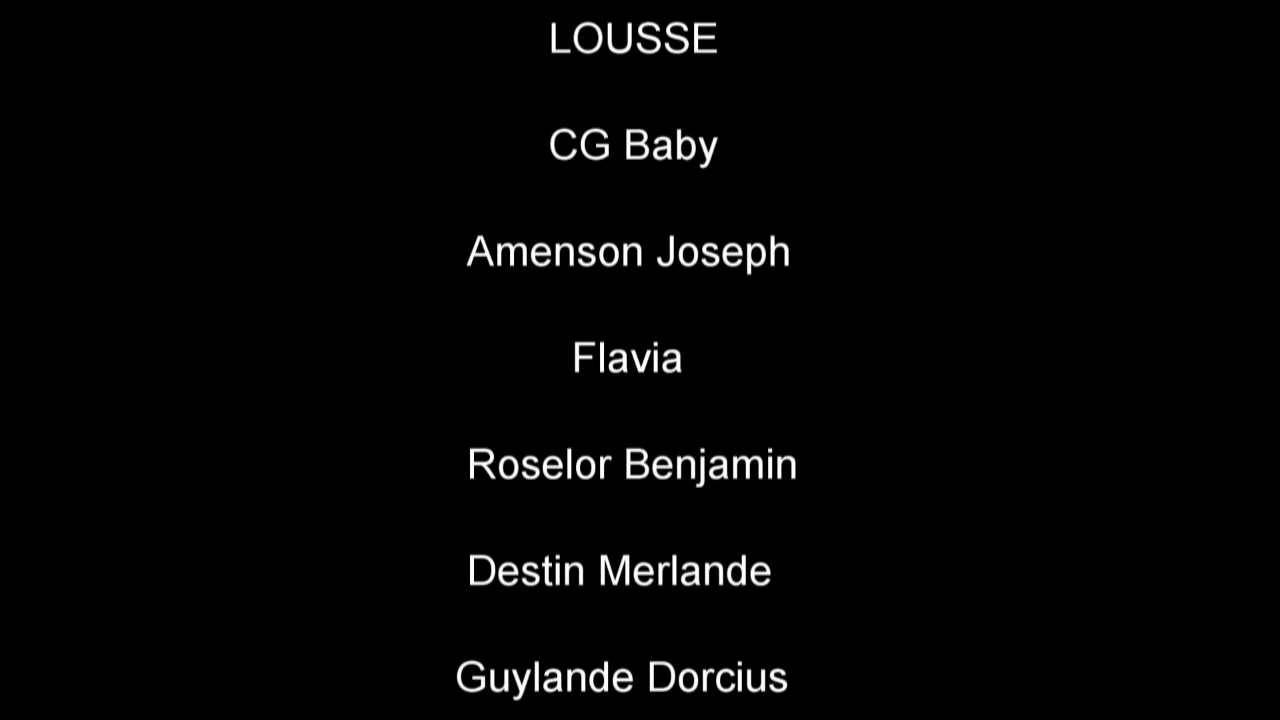 LOUSSE
CG Baby
Amenson Joseph
Flavia
Roselor Benjamin
Destin Merlande
Guylande Dorcius